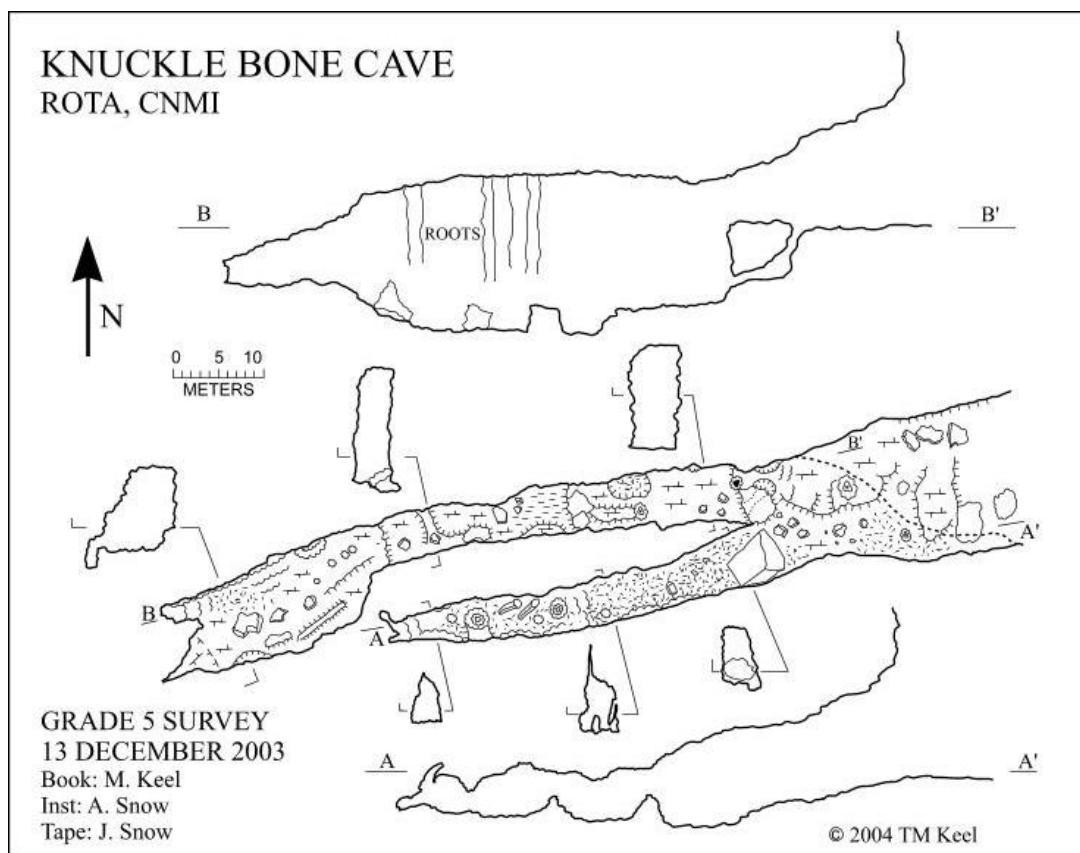 KNUCKLE BONE CAVE
ROTA, CNMI
B
ROOTS
B'
N
0 5 10
METERS
B'
A'
B
A
GRADE 5 SURVEY
13 DECEMBER 2003
Book: M. Keel
Inst: A. Snow
Tape: J. Snow
A
A'
© 2004 TM Keel